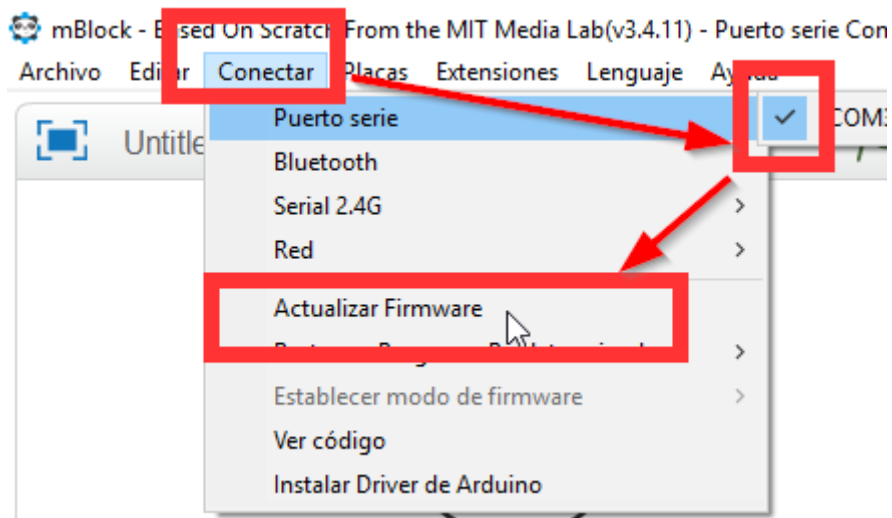 mBlock - Based On Scratch From the MIT Media Lab(v3.4.11) - Puerto serie Con
Archivo Editar Conectar Placas Extensiones Lenguaje Ayuda
Untitle
Puerto serie
COM3
Bluetooth
Serial 2.4G
Red
Actualizar Firmware
Establecer modo de firmware
Ver código
Instalar Driver de Arduino